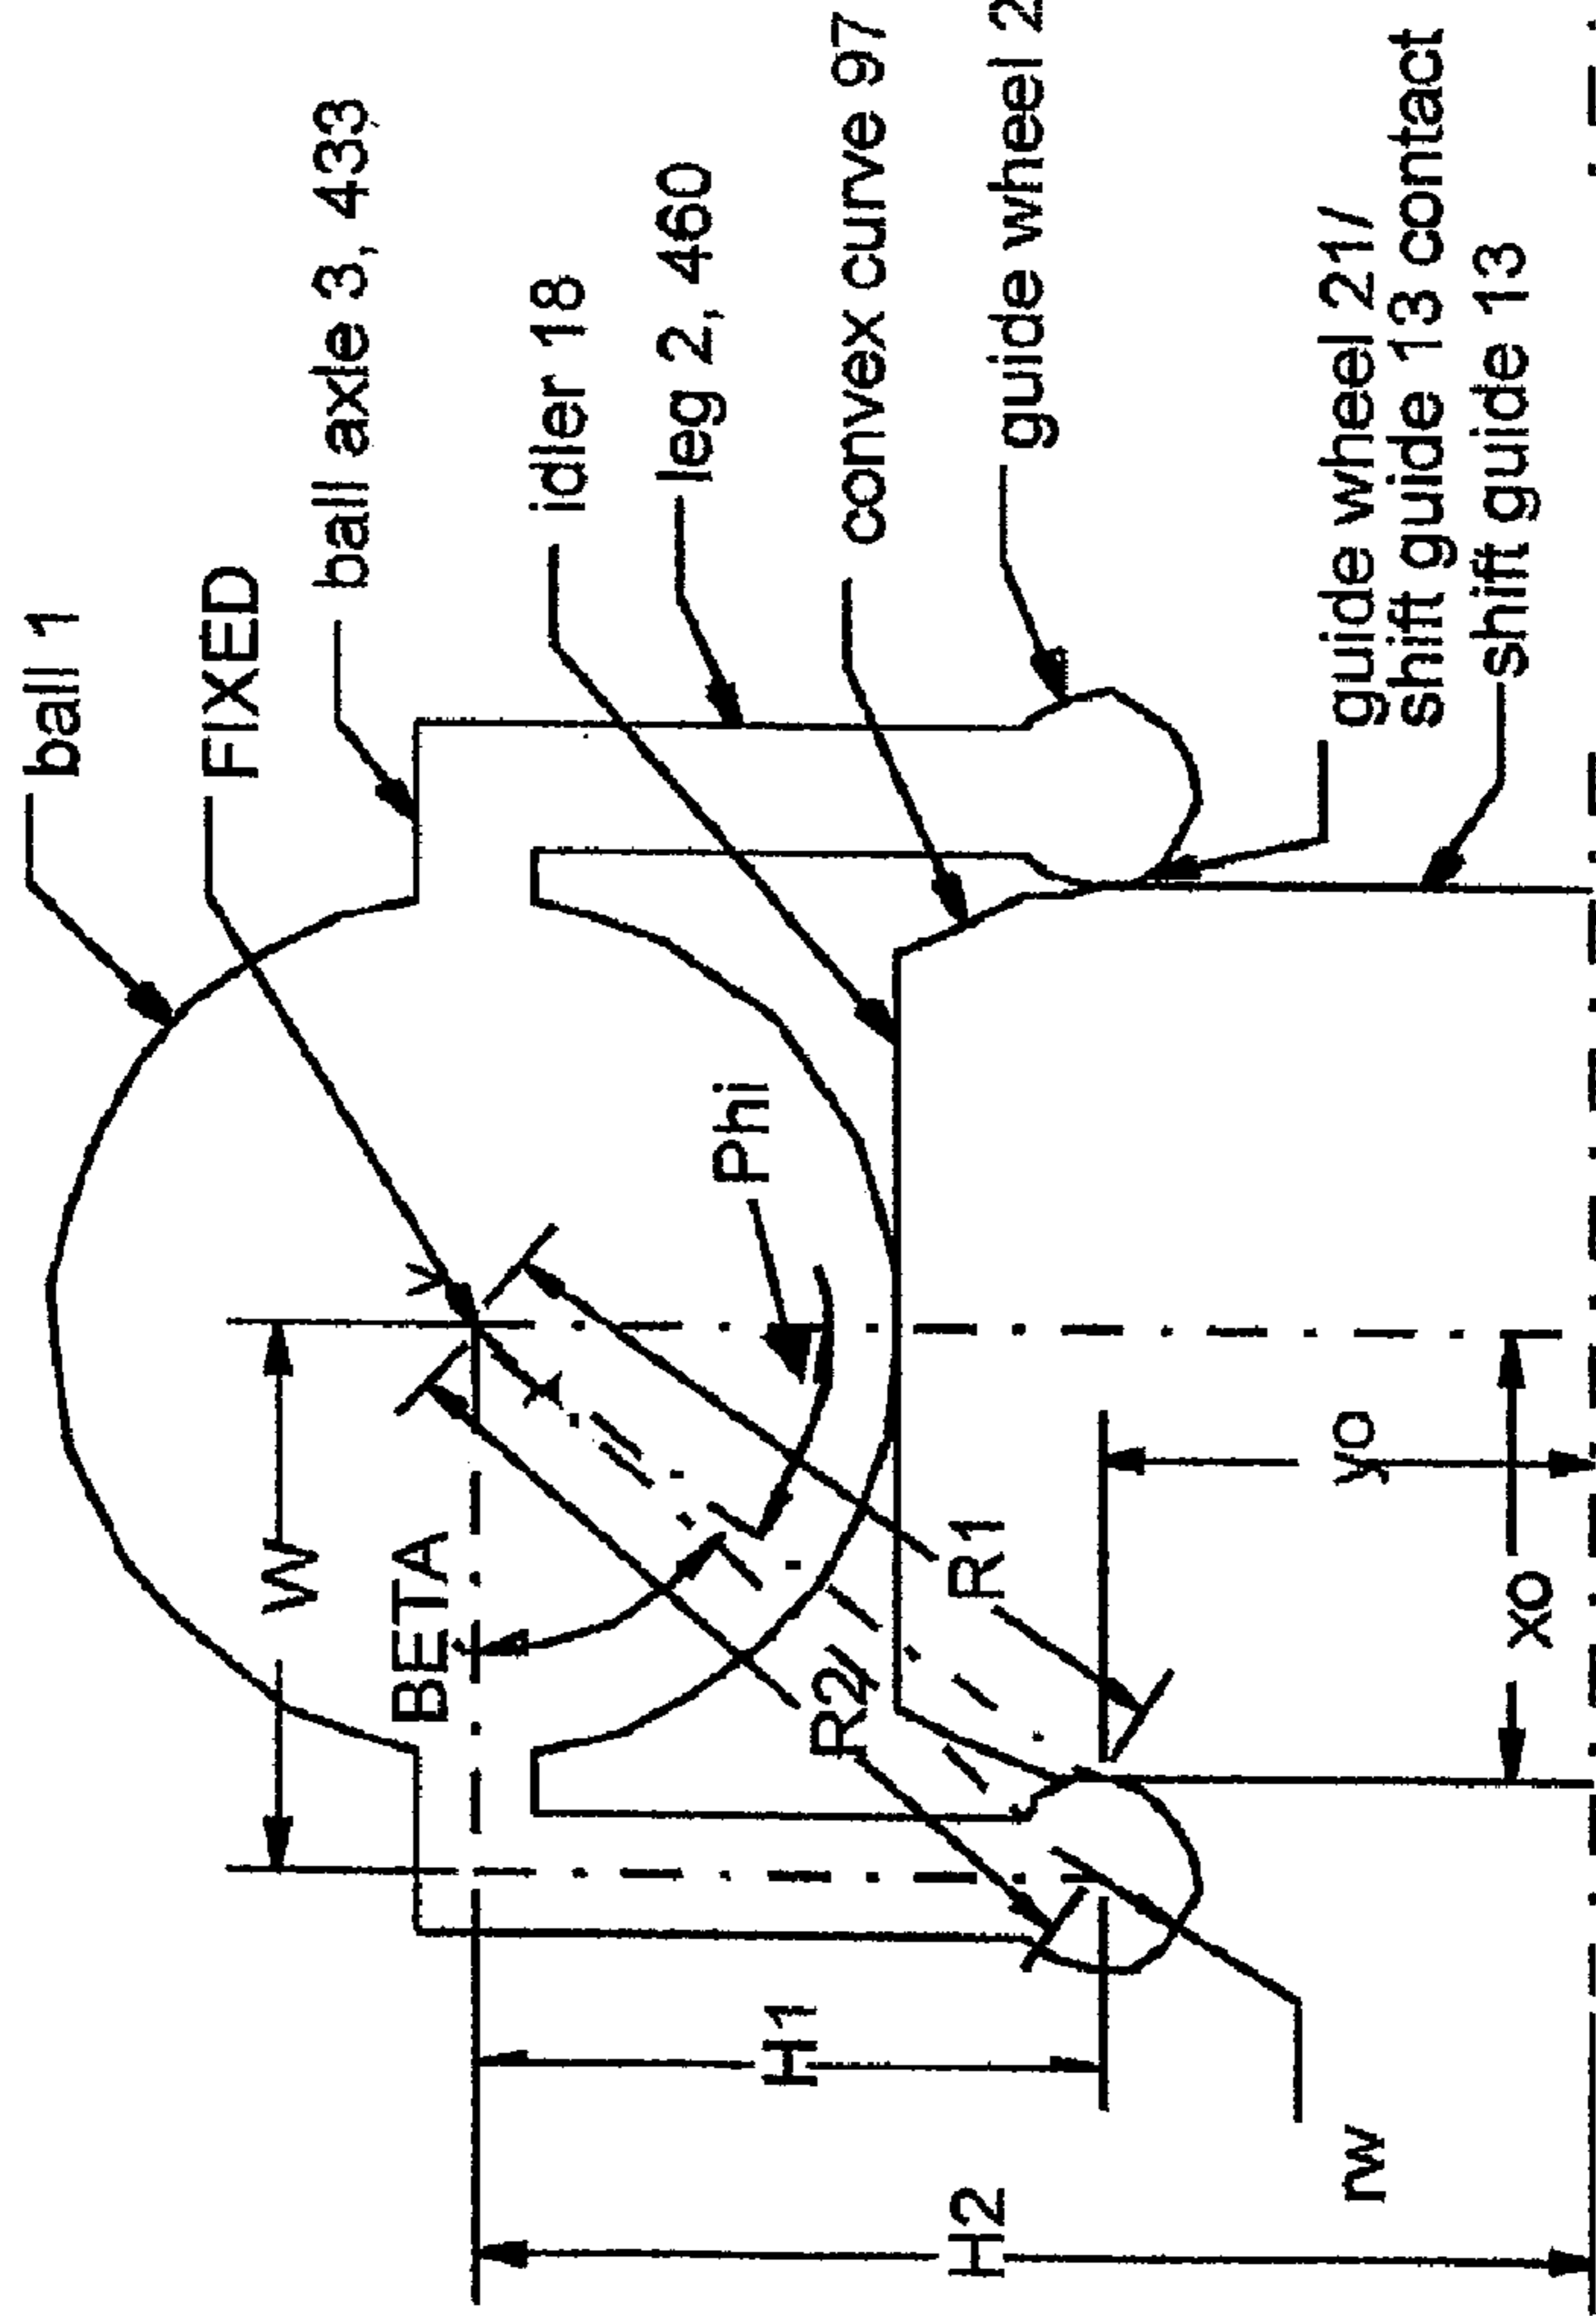 ball 1
FIXED
ball axle 3, 433
idler 18
leg 2, 460
convex curve 97
guide wheel 2
guide wheel 21/
shift guide 13 contact
shift guide 13
Phi
y
x
W
BETA
R1
R2
yo
xo
H1
H2
rw